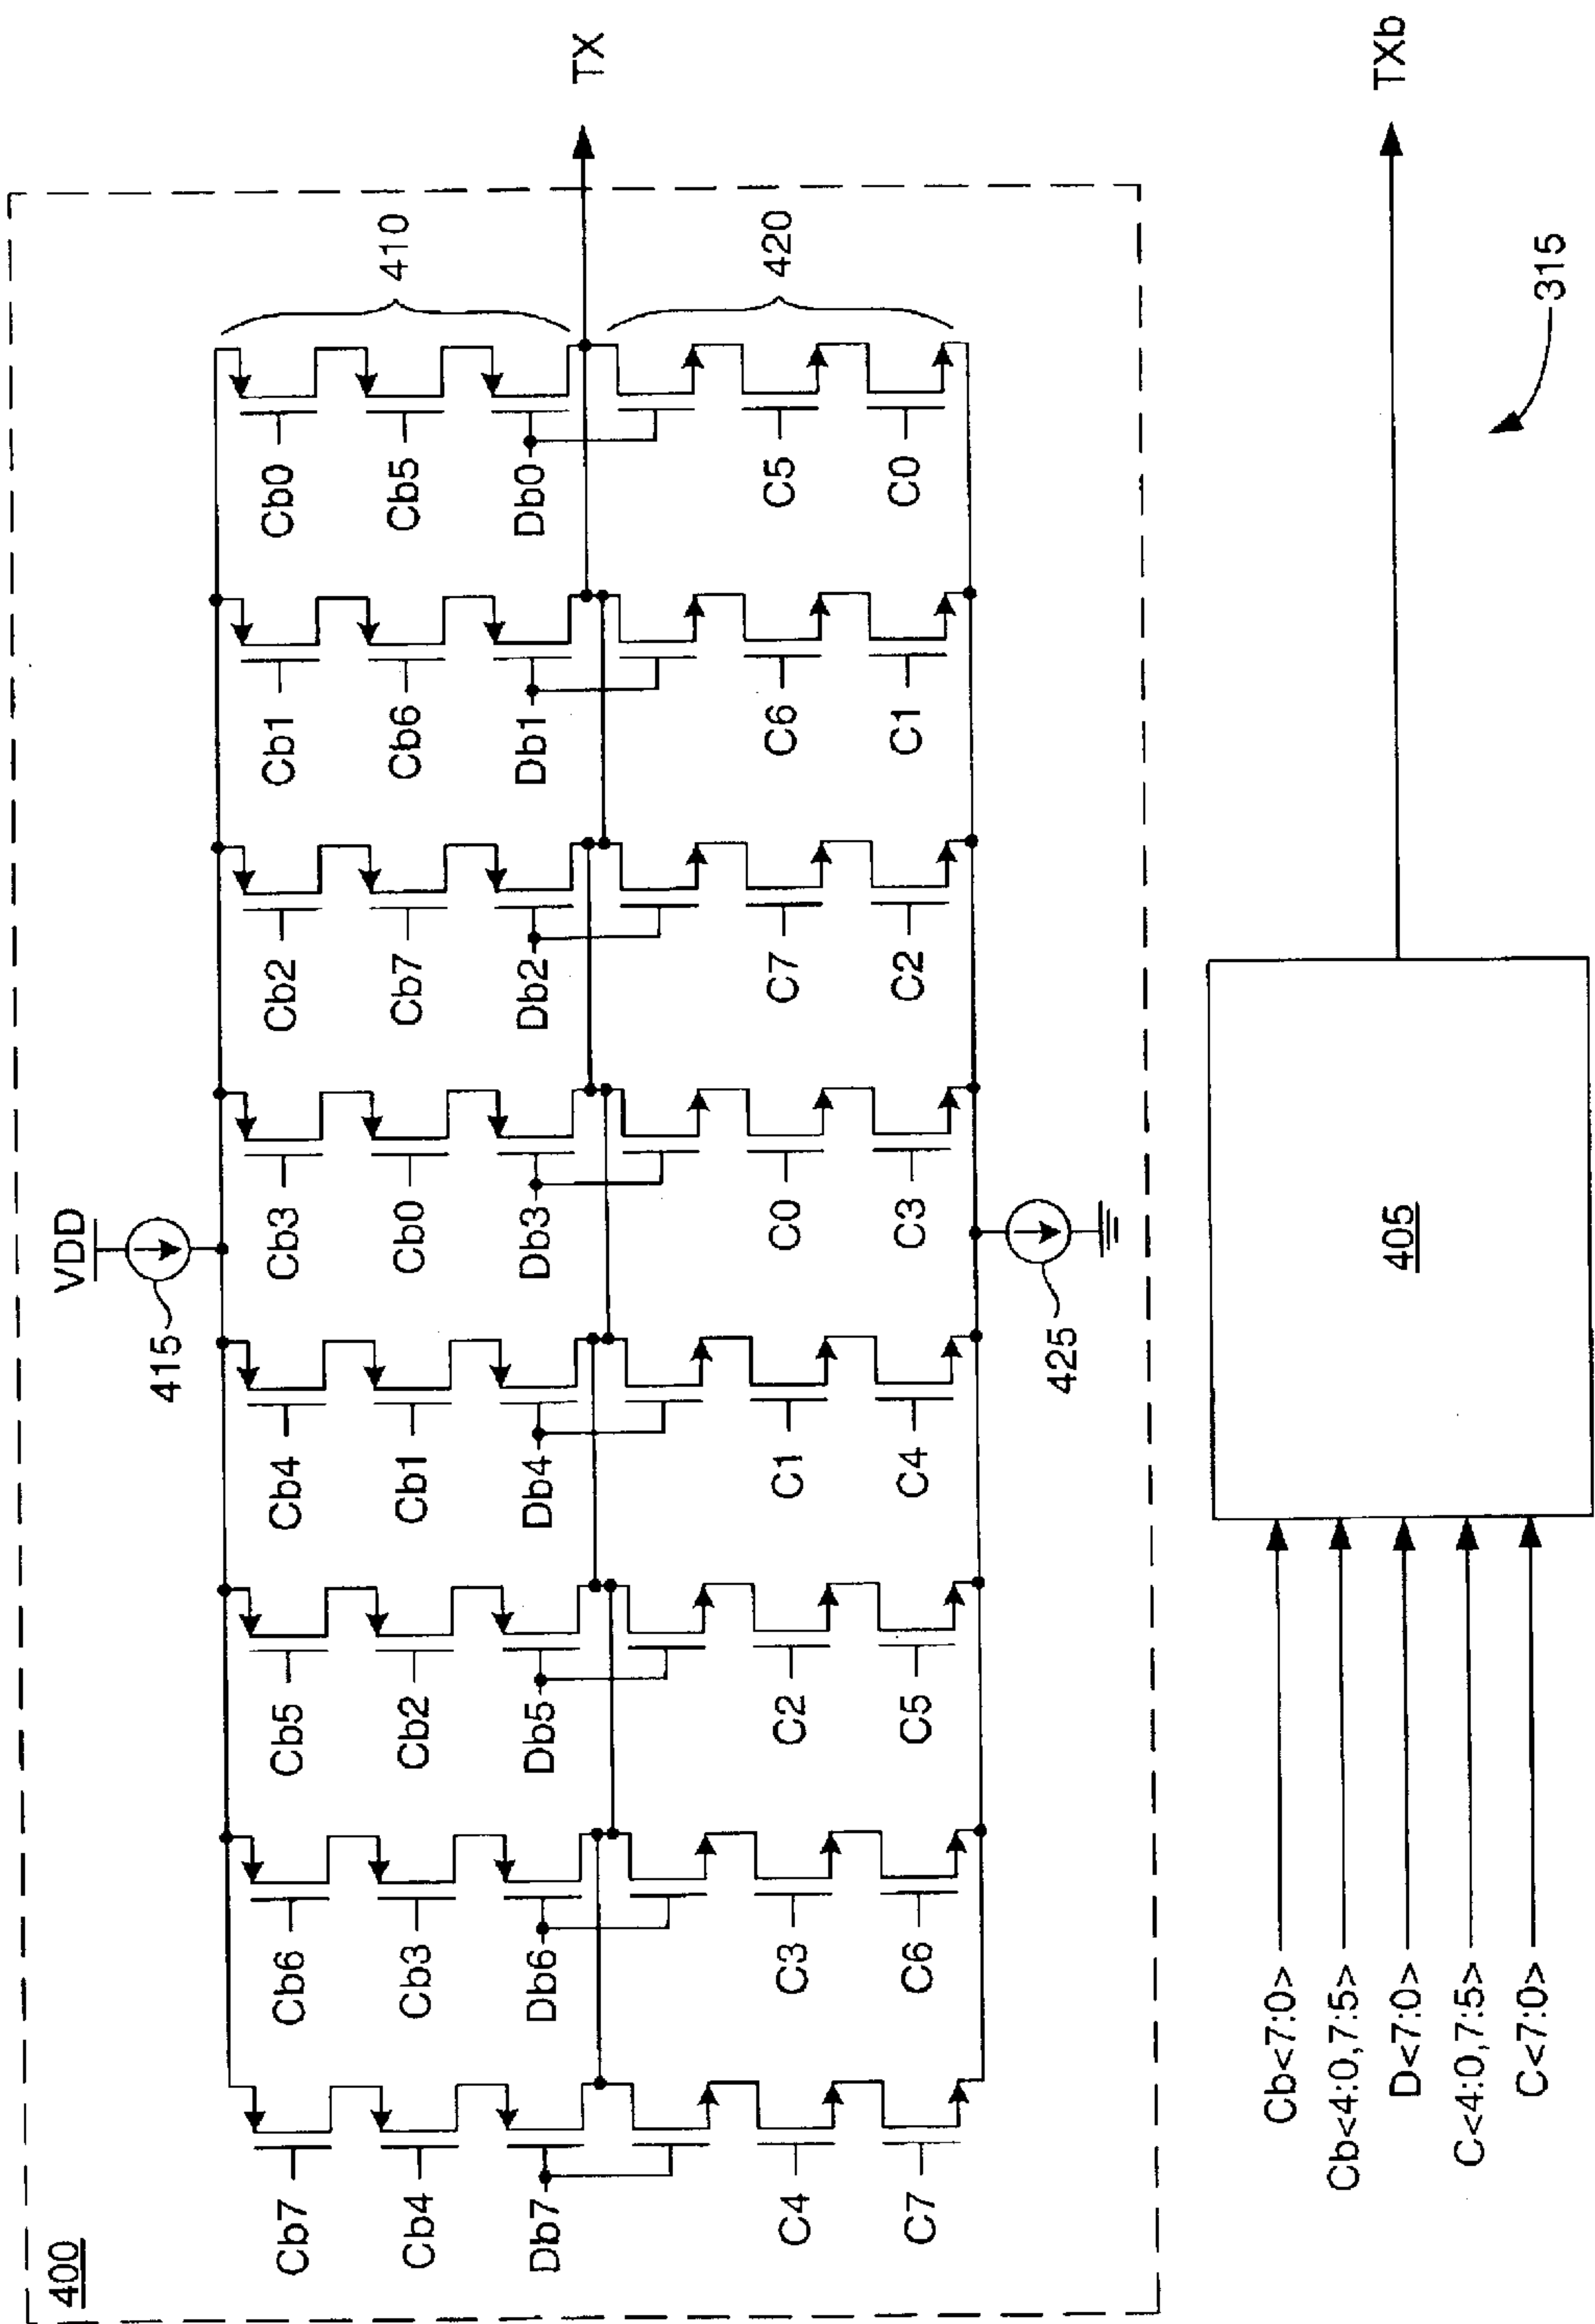 400
VDD
415
Cb7 Cb6 Cb5 Cb4 Cb3 Cb2 Cb1 Cb0
Cb4 Cb3 Cb2 Cb1 Cb0 Cb7 Cb6 Cb5
410
Db7 Db6 Db5 Db4 Db3 Db2 Db1 Db0
TX
420
C4 C3 C2 C1 C0 C7 C6 C5
C7 C6 C5 C4 C3 C2 C1 C0
425
Cb<7:0>
Cb<4:0,7:5>
D<7:0>
C<4:0,7:5>
C<7:0>
405
TXb
315